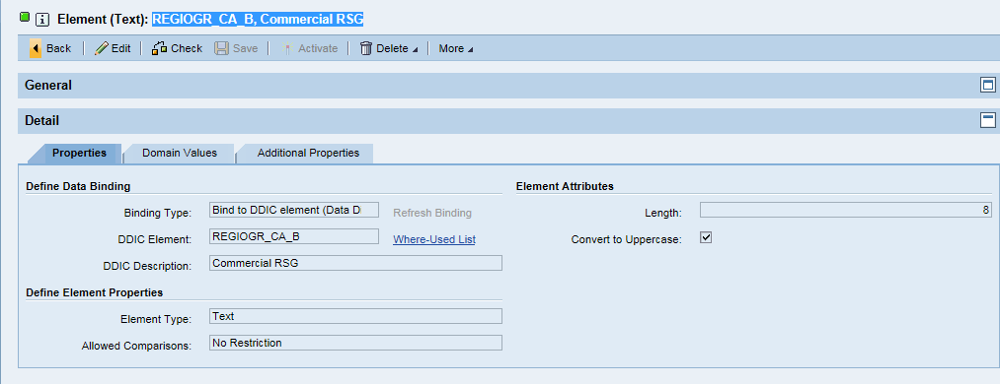 Element (Text): REGIOGR_CA_B, Commercial RSG
Back Edit Check Save Activate Delete More
General
Detail
Properties Domain Values Additional Properties
Define Data Binding
Binding Type: Bind to DDIC element (Data D Refresh Binding
DDIC Element: REGIOGR_CA_B Where-Used List
DDIC Description: Commercial RSG
Define Element Properties
Element Type: Text
Allowed Comparisons: No Restriction
Element Attributes
Length: 8
Convert to Uppercase: